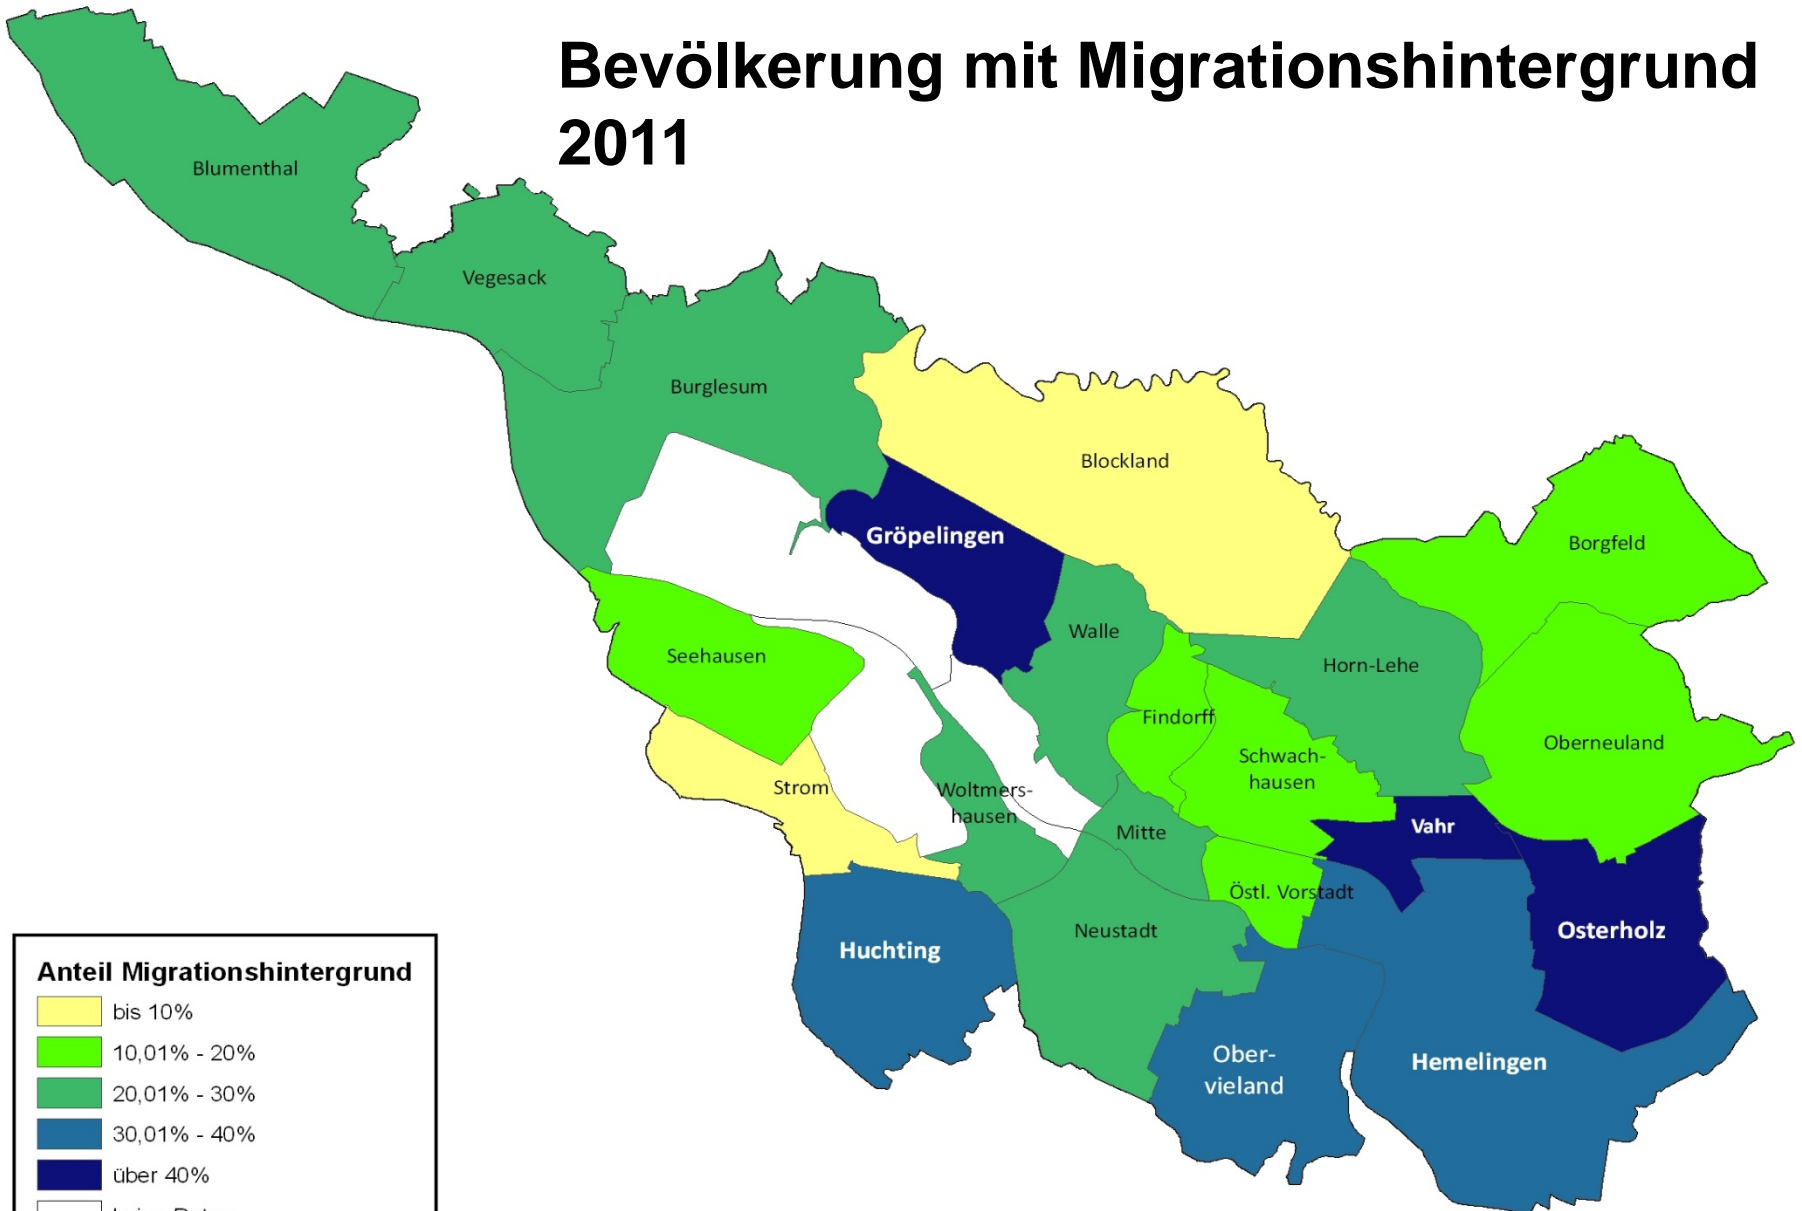 Bevölkerung mit Migrationshintergrund
2011
Blumenthal
Vegesack
Burglesum
Blockland
Gröpelingen
Borgfeld
Walle
Seehausen
Horn-Lehe
Findorff
Oberneuland
Schwach-
hausen
Strom
Woltmers-
hausen
Mitte
Vahr
Östl. Vorstadt
Neustadt
Osterholz
Huchting
Ober-
vieland
Hemelingen
Anteil Migrationshintergrund
bis 10%
10,01% - 20%
20,01% - 30%
30,01% - 40%
über 40%